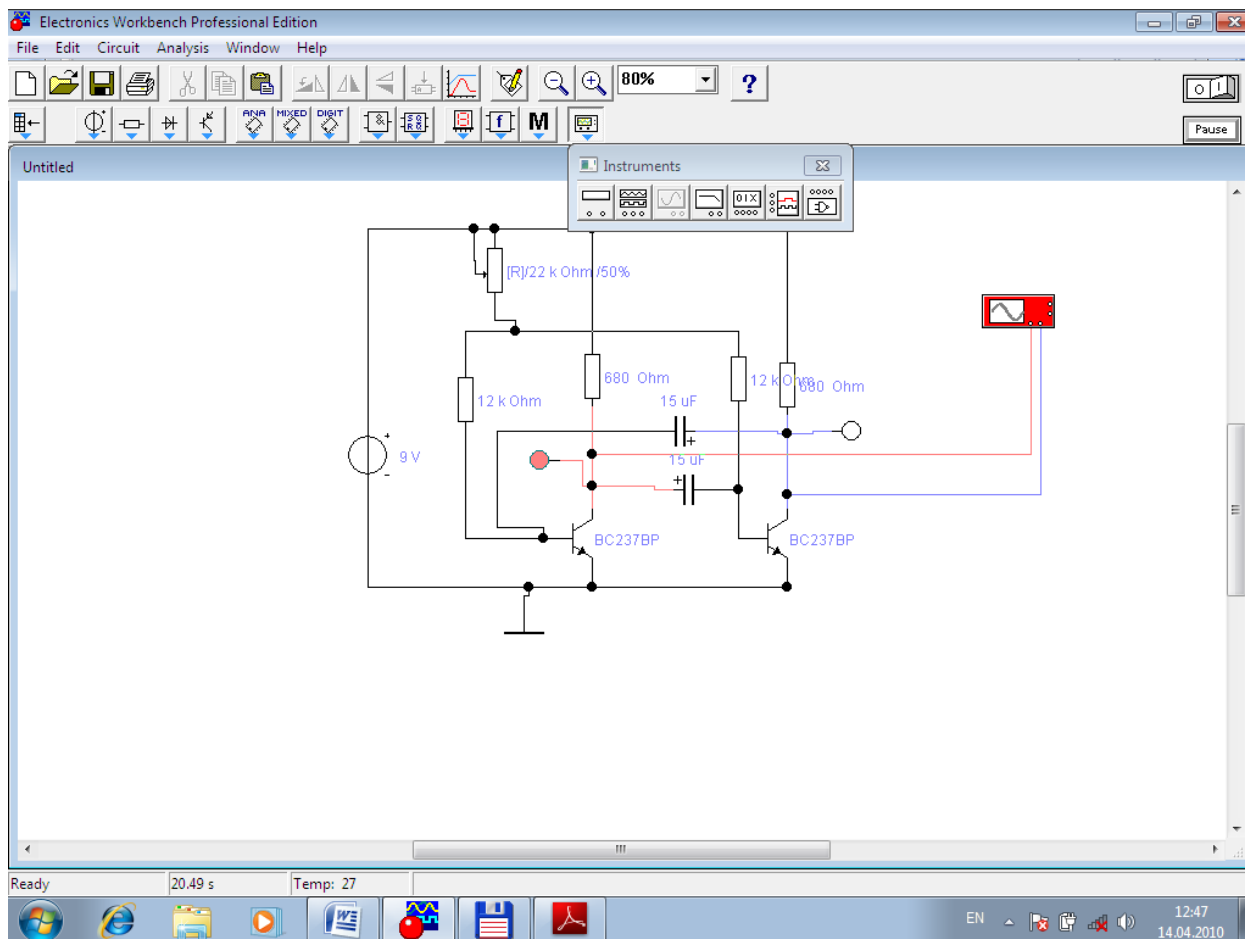 Electronics Workbench Professional Edition
File Edit Circuit Analysis Window Help
80%
?
ANA MIXED DIGIT
&
f
M
Pause
Untitled
Instruments
01X
[R]/22 k Ohm /50%
680 Ohm
12 k Ohm
680 Ohm
12 k Ohm
15 uF
+
+
9 V
-
15 uF
+
BC237BP
BC237BP
Ready
20.49 s
Temp: 27
W
EN
12:47
14.04.2010